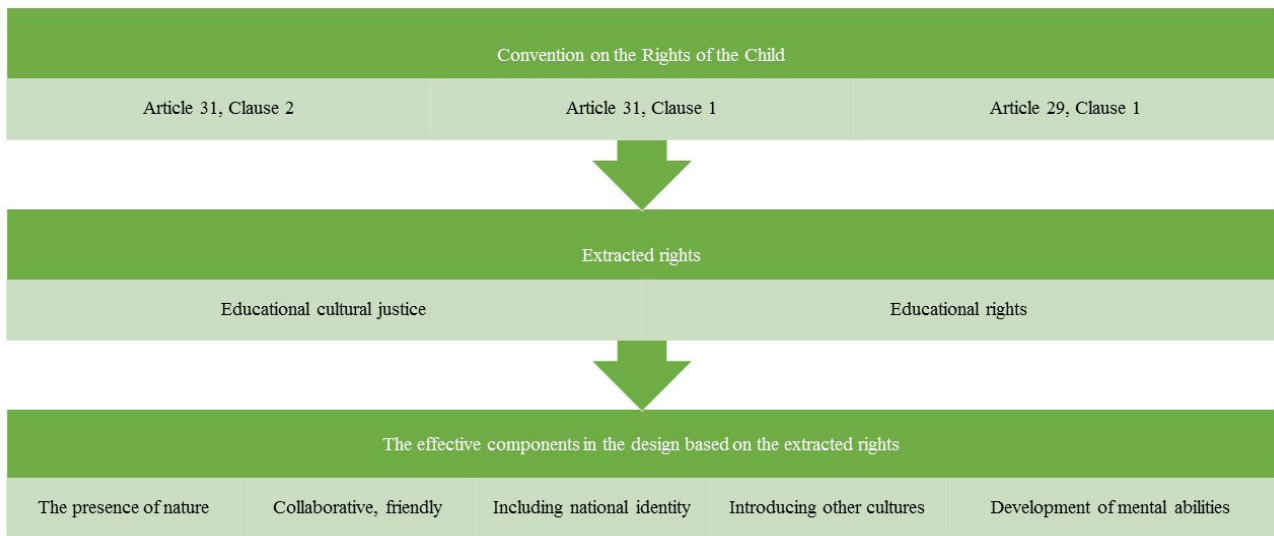 Convention on the Rights of the Child
Article 31, Clause 2
Article 31, Clause 1
Article 29, Clause 1
Extracted rights
Educational cultural justice
Educational rights
The effective components in the design based on the extracted rights
The presence of nature
Collaborative, friendly
Including national identity
Introducing other cultures
Development of mental abilities